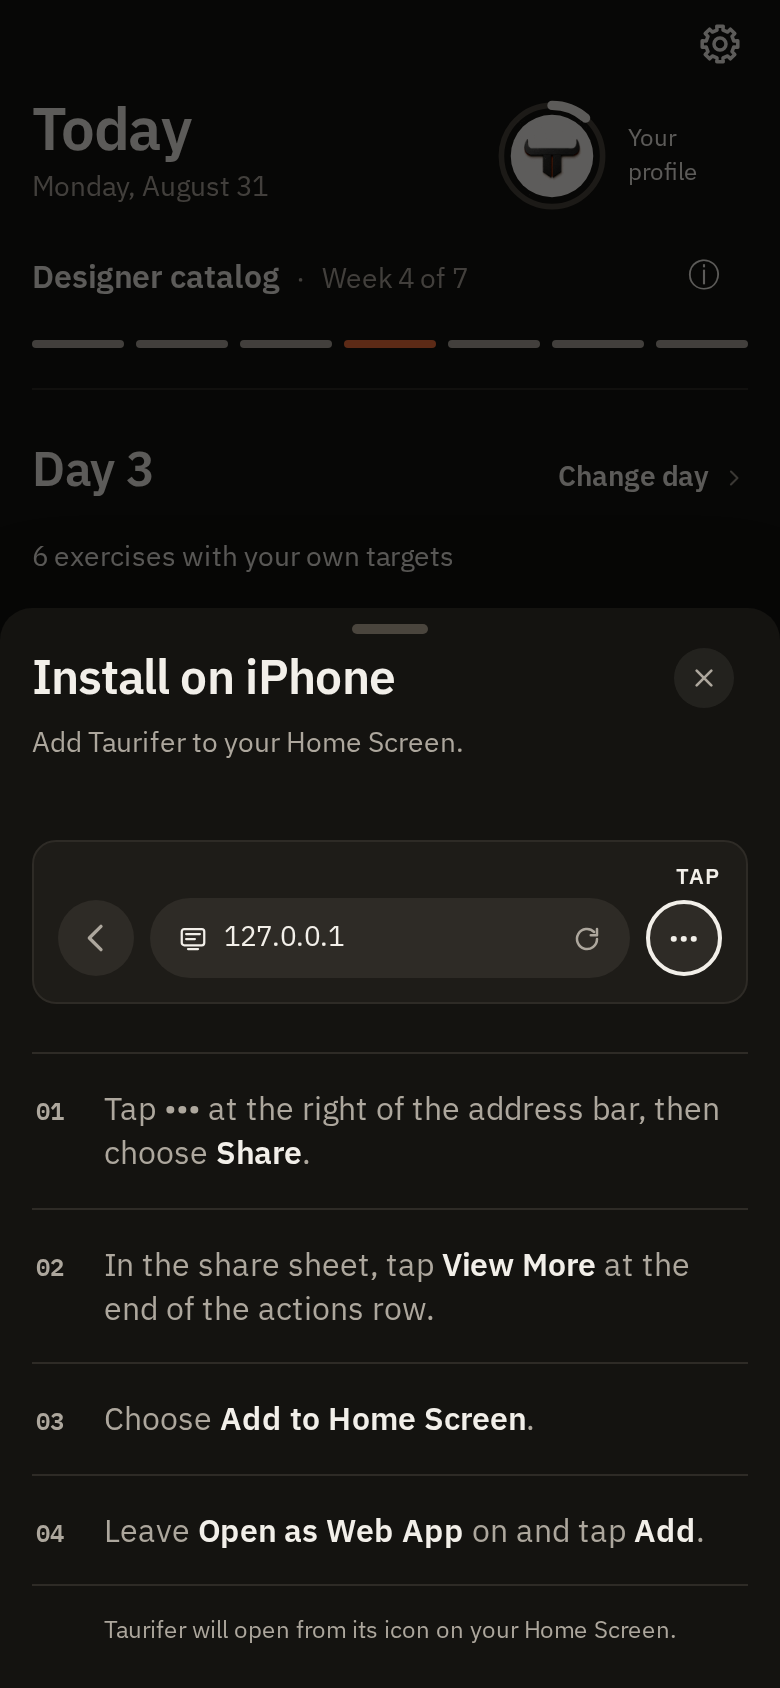 Today
Monday, August 31
Your
profile
Designer catalog · Week 4 of 7
Day 3
Change day
6 exercises with your own targets
Install on iPhone
Add Taurifer to your Home Screen.
TAP
127.0.0.1
01 Tap ••• at the right of the address bar, then
choose Share.
02 In the share sheet, tap View More at the
end of the actions row.
03 Choose Add to Home Screen.
04 Leave Open as Web App on and tap Add.
Taurifer will open from its icon on your Home Screen.